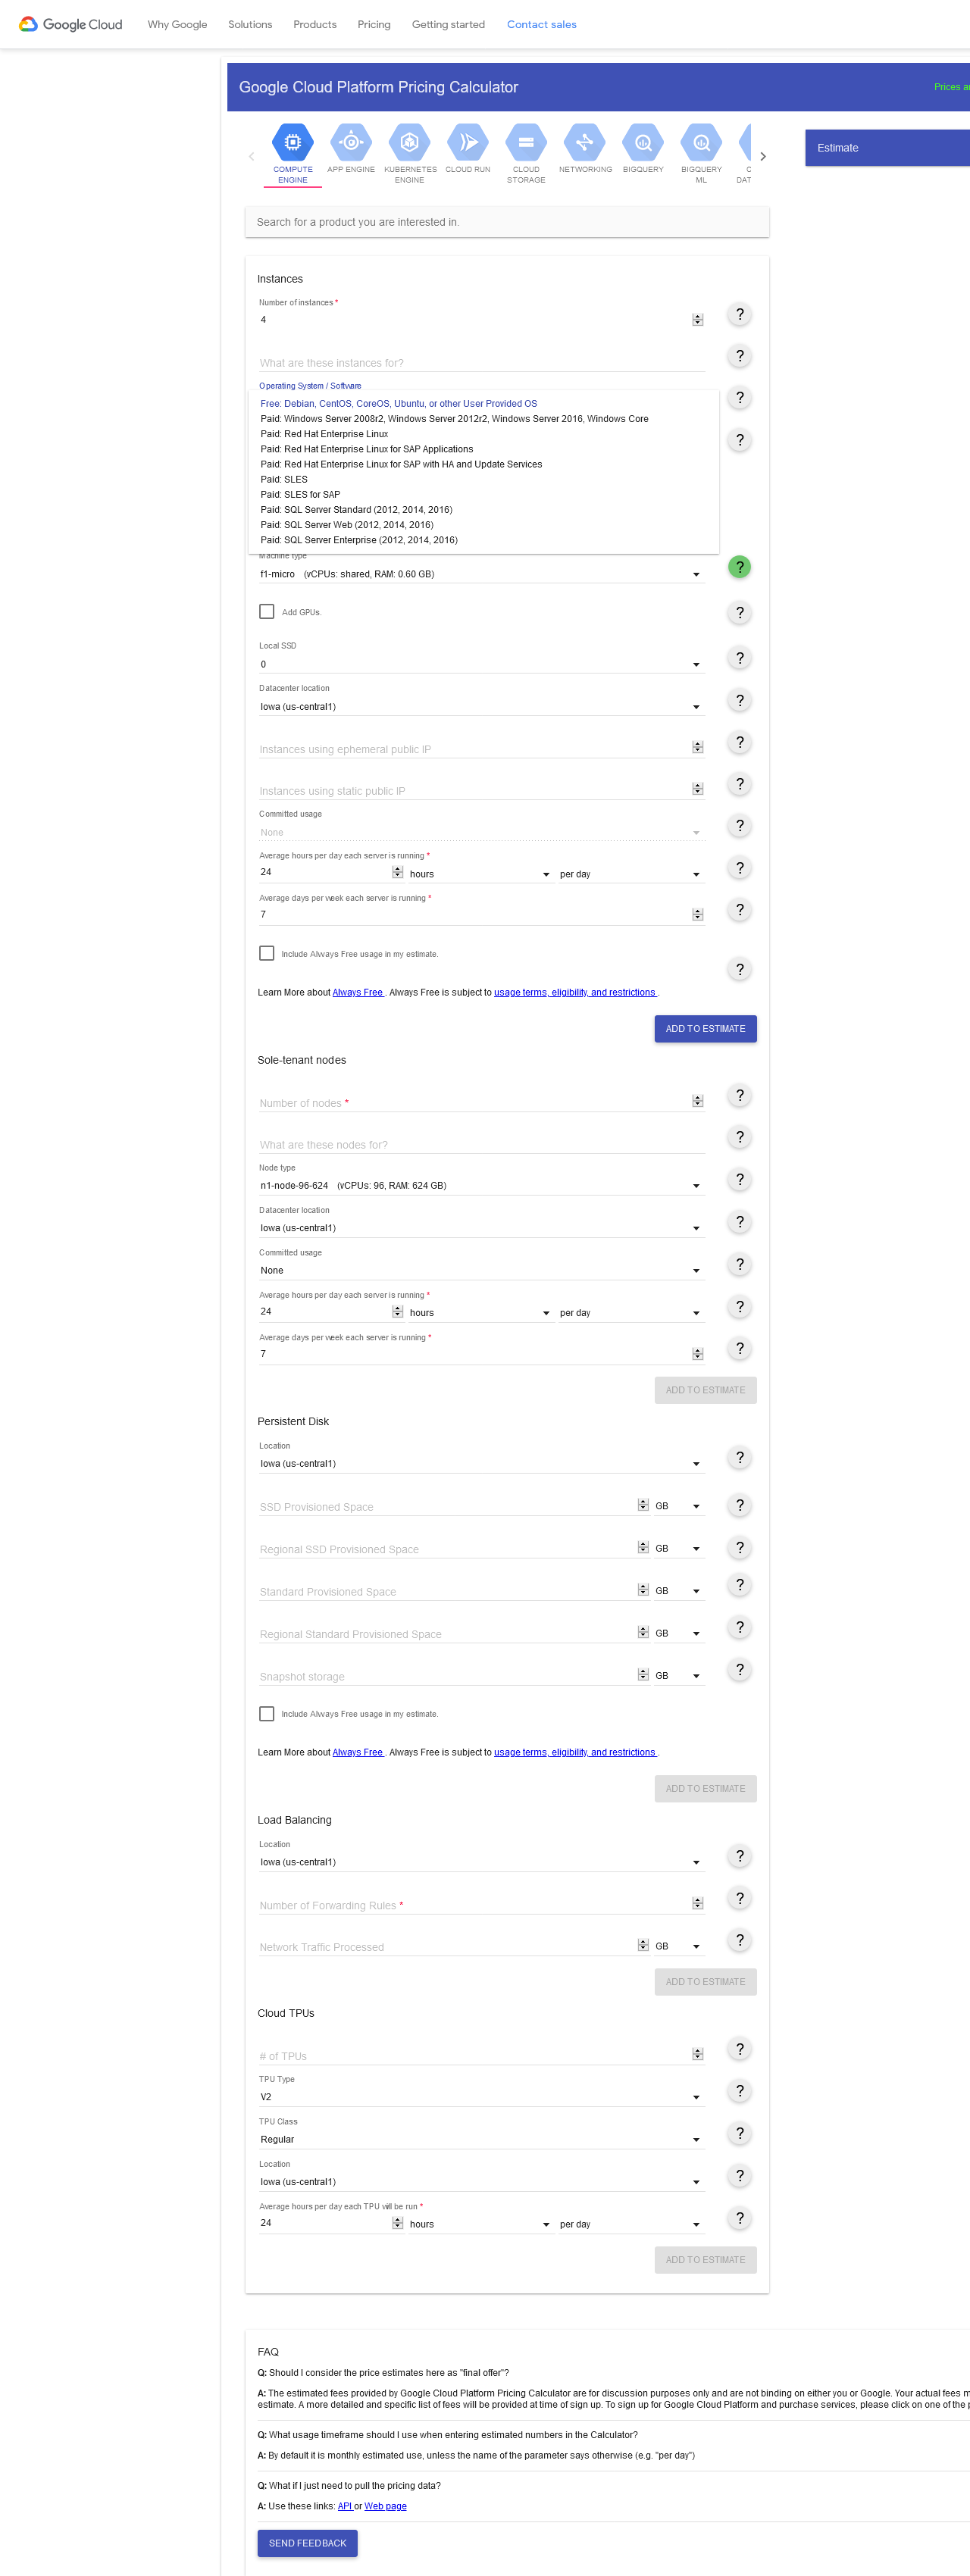 Google Cloud Why Google Solutions Products Pricing Getting started Contact sales
Google Cloud Platform Pricing Calculator
Prices
COMPUTE ENGINE
APP ENGINE
KUBERNETES ENGINE
CLOUD RUN
CLOUD STORAGE
NETWORKING
BIGQUERY
BIGQUERY ML
Estimate
Search for a product you are interested in.
Instances
Number of instances *
4
?
What are these instances for?
?
Operating System / Software
?
Free: Debian, CentOS, CoreOS, Ubuntu, or other User Provided OS
Paid: Windows Server 2008r2, Windows Server 2012r2, Windows Server 2016, Windows Core
Paid: Red Hat Enterprise Linux
?
Paid: Red Hat Enterprise Linux for SAP Applications
Paid: Red Hat Enterprise Linux for SAP with HA and Update Services
Paid: SLES
Paid: SLES for SAP
Paid: SQL Server Standard (2012, 2014, 2016)
Paid: SQL Server Web (2012, 2014, 2016)
Paid: SQL Server Enterprise (2012, 2014, 2016)
Machine type
f1-micro (vCPUs: shared, RAM: 0.60 GB)
?
Add GPUs.
?
Local SSD
0
?
Datacenter location
Iowa (us-central1)
?
Instances using ephemeral public IP
?
Instances using static public IP
?
Committed usage
None
?
Average hours per day each server is running *
24 hours per day
?
Average days per week each server is running *
7
?
Include Always Free usage in my estimate.
?
Learn More about Always Free . Always Free is subject to usage terms, eligibility, and restrictions .
ADD TO ESTIMATE
Sole-tenant nodes
Number of nodes *
?
What are these nodes for?
?
Node type
n1-node-96-624 (vCPUs: 96, RAM: 624 GB)
?
Datacenter location
Iowa (us-central1)
?
Committed usage
None
?
Average hours per day each server is running *
24 hours per day
?
Average days per week each server is running *
7
?
ADD TO ESTIMATE
Persistent Disk
Location
Iowa (us-central1)
?
SSD Provisioned Space GB
?
Regional SSD Provisioned Space GB
?
Standard Provisioned Space GB
?
Regional Standard Provisioned Space GB
?
Snapshot storage GB
?
Include Always Free usage in my estimate.
Learn More about Always Free . Always Free is subject to usage terms, eligibility, and restrictions .
ADD TO ESTIMATE
Load Balancing
Location
Iowa (us-central1)
?
Number of Forwarding Rules *
?
Network Traffic Processed GB
?
ADD TO ESTIMATE
Cloud TPUs
# of TPUs
?
TPU Type
V2
?
TPU Class
Regular
?
Location
Iowa (us-central1)
?
Average hours per day each TPU will be run *
24 hours per day
?
ADD TO ESTIMATE
FAQ
Q: Should I consider the price estimates here as "final offer"?
A: The estimated fees provided by Google Cloud Platform Pricing Calculator are for discussion purposes only and are not binding on either you or Google. Your actual fees
estimate. A more detailed and specific list of fees will be provided at time of sign up. To sign up for Google Cloud Platform and purchase services, please click on one of the
Q: What usage timeframe should I use when entering estimated numbers in the Calculator?
A: By default it is monthly estimated use, unless the name of the parameter says otherwise (e.g. "per day")
Q: What if I just need to pull the pricing data?
A: Use these links: API or Web page
SEND FEEDBACK